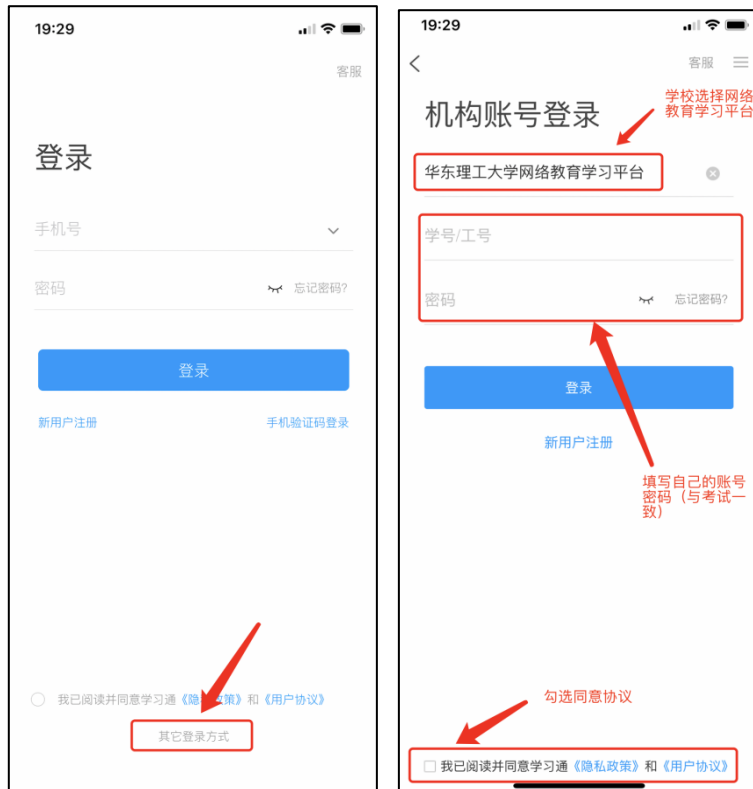 19:29
客服
登录
手机号
密码
忘记密码?
登录
新用户注册
手机验证码登录
我已阅读并同意学习通《隐私政策》和《用户协议》
其它登录方式
19:29
客服
学校选择网络
教育学习平台
机构账号登录
华东理工大学网络教育学习平台
学号/工号
密码
忘记密码?
登录
新用户注册
填写自己的账号
密码（与考试一
致）
勾选同意协议
我已阅读并同意学习通《隐私政策》和《用户协议》